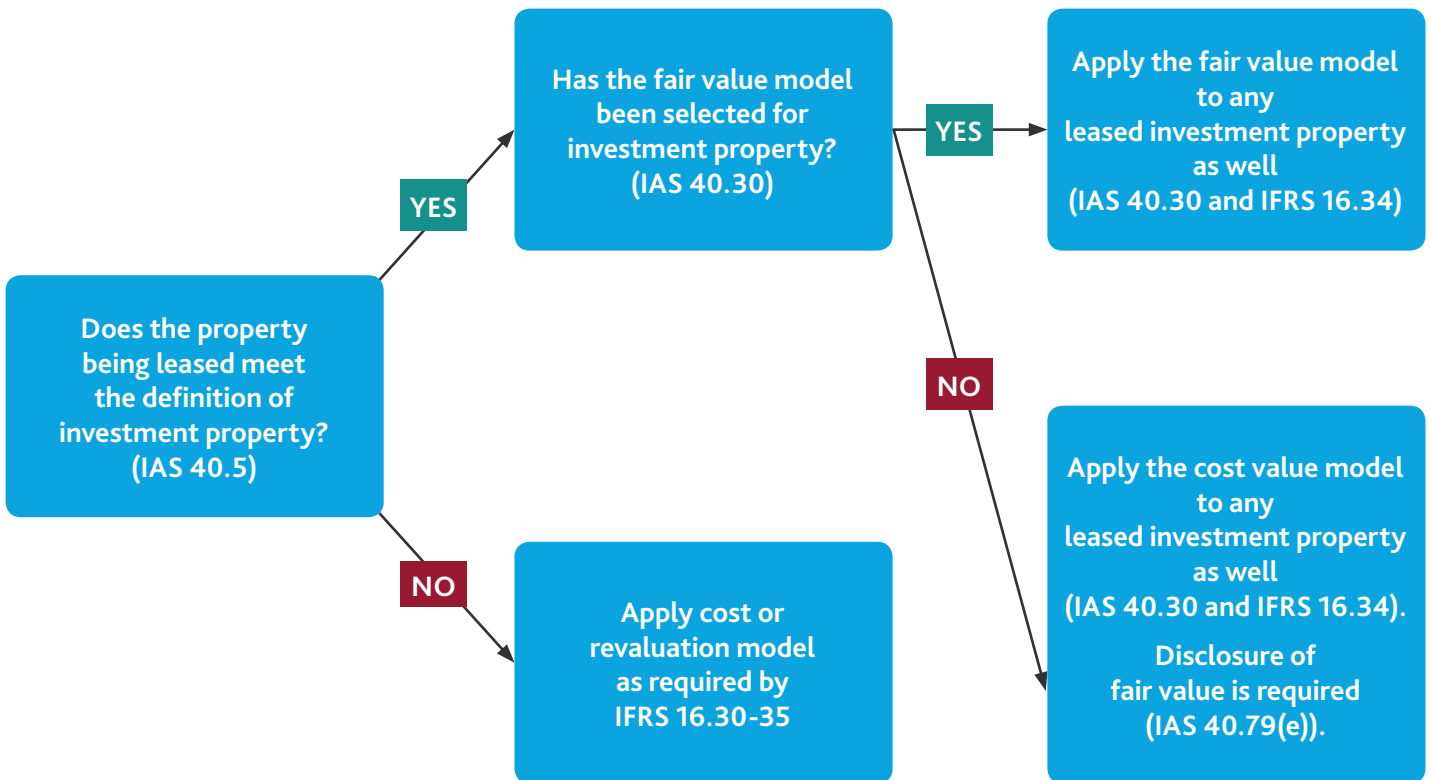 Does the property
being leased meet
the definition of
investment property?
(IAS 40.5)
YES
Has the fair value model
been selected for
investment property?
(IAS 40.30)
YES
Apply the fair value model
to any
leased investment property
as well
(IAS 40.30 and IFRS 16.34)
NO
Apply the cost value model
to any
leased investment property
as well
(IAS 40.30 and IFRS 16.34).
Disclosure of
fair value is required
(IAS 40.79(e)).
NO
Apply cost or
revaluation model
as required by
IFRS 16.30-35